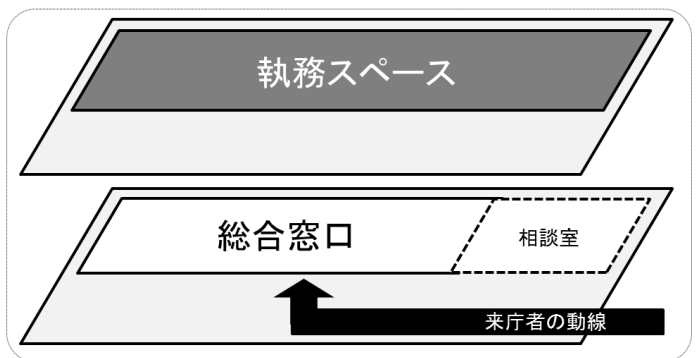 執務スペース
総合窓口
相談室
来庁者の動線